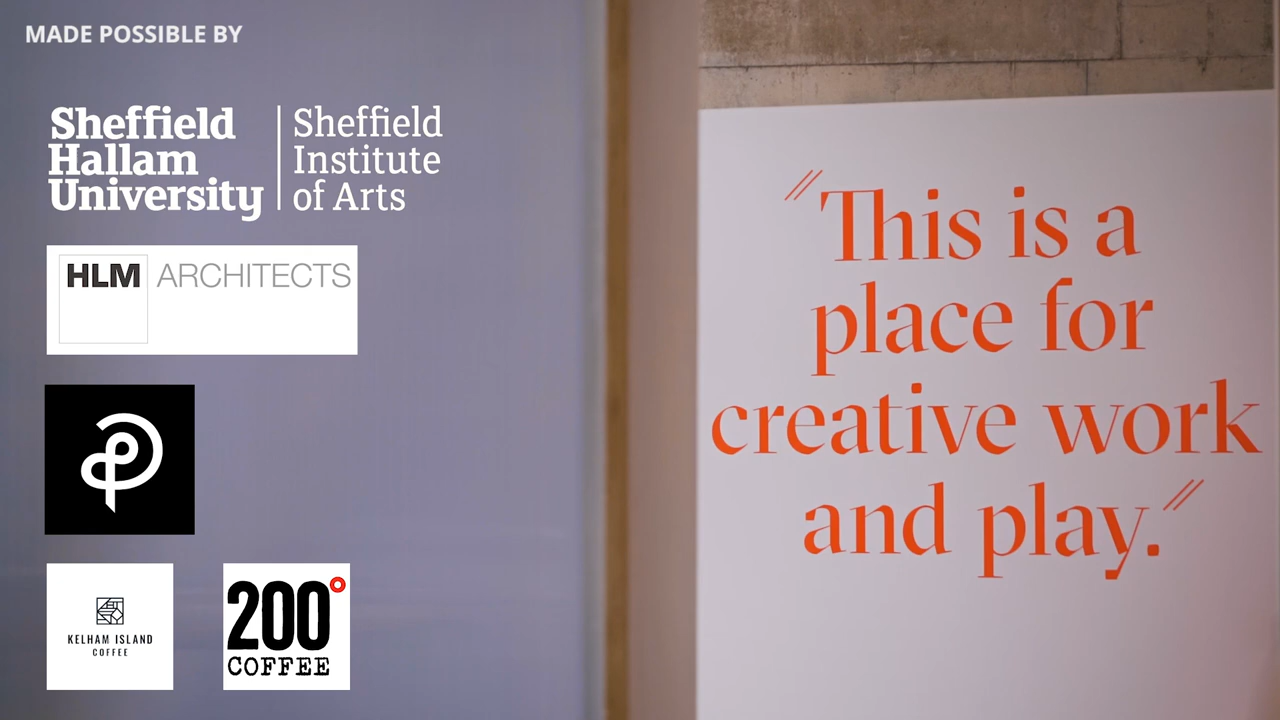 MADE POSSIBLE BY
Sheffield
Hallam
University
Sheffield
Institute
of Arts
HLM ARCHITECTS
KELHAM ISLAND
COFFEE
200°
COFFEE
"This is a
place for
creative work
and play."